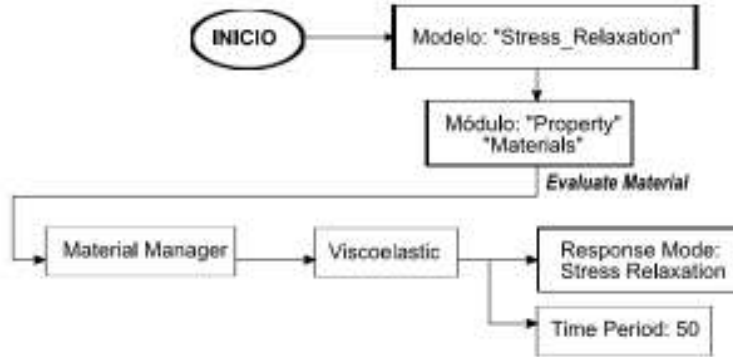 INICIO
Modelo: "Stress_Relaxation"
Módulo: "Property"
"Materials"
Evaluate Material
Material Manager
Viscoelastic
Response Mode:
Stress Relaxation
Time Period: 50